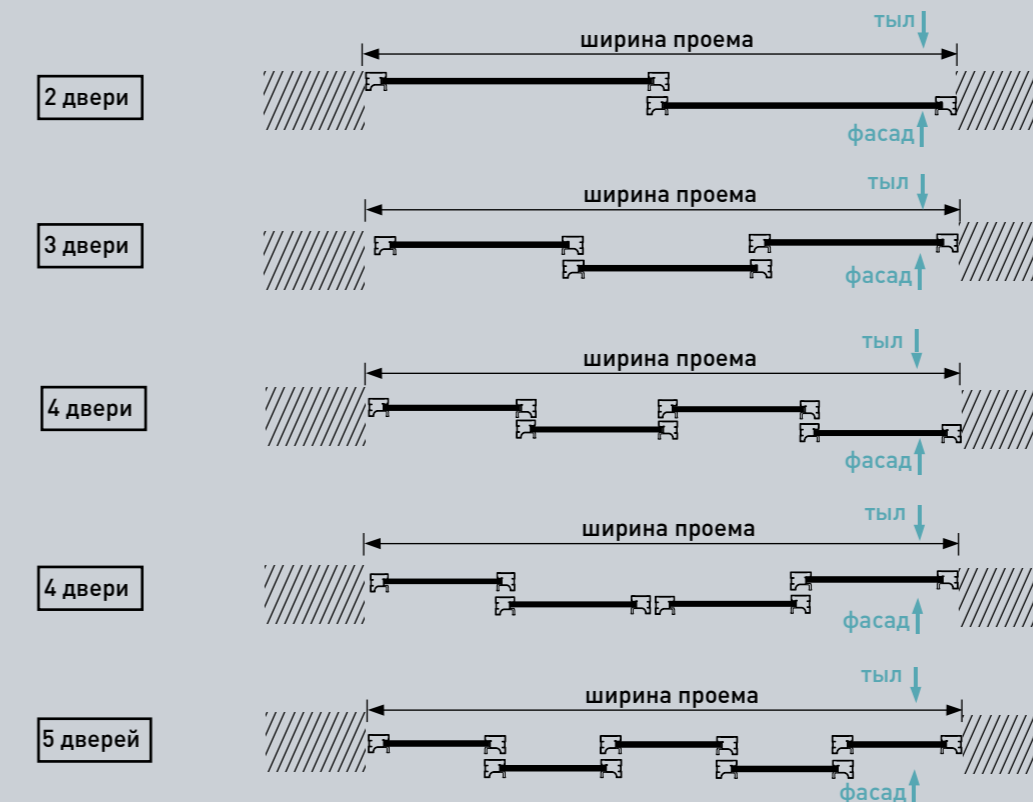 тыл
ширина проема
2 двери
фасад
тыл
ширина проема
3 двери
фасад
тыл
ширина проема
4 двери
фасад
тыл
ширина проема
4 двери
фасад
тыл
ширина проема
5 дверей
фасад